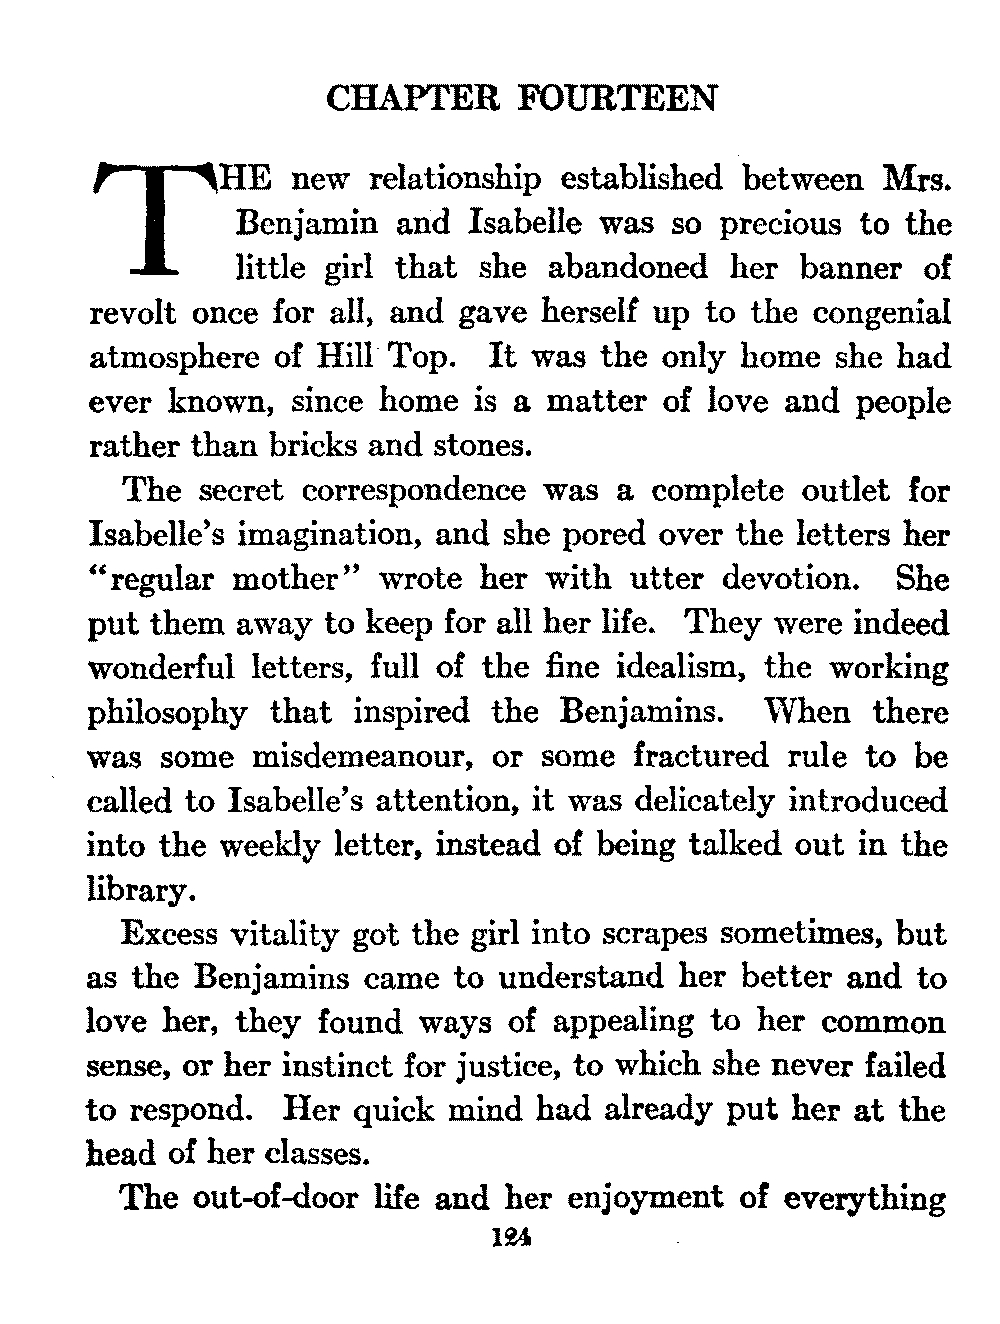 CHAPTER FOURTEEN
THE new relationship established between Mrs.
Benjamin and Isabelle was so precious to the
little girl that she abandoned her banner of
revolt once for all, and gave herself up to the congenial
atmosphere of Hill Top. It was the only home she had
ever known, since home is a matter of love and people
rather than bricks and stones.
The secret correspondence was a complete outlet for
Isabelle's imagination, and she pored over the letters her
"regular mother" wrote her with utter devotion. She
put them away to keep for all her life. They were indeed
wonderful letters, full of the fine idealism, the working
philosophy that inspired the Benjamins. When there
was some misdemeanour, or some fractured rule to be
called to Isabelle's attention, it was delicately introduced
into the weekly letter, instead of being talked out in the
library.
Excess vitality got the girl into scrapes sometimes, but
as the Benjamins came to understand her better and to
love her, they found ways of appealing to her common
sense, or her instinct for justice, to which she never failed
to respond. Her quick mind had already put her at the
head of her classes.
The out-of-door life and her enjoyment of everything
124